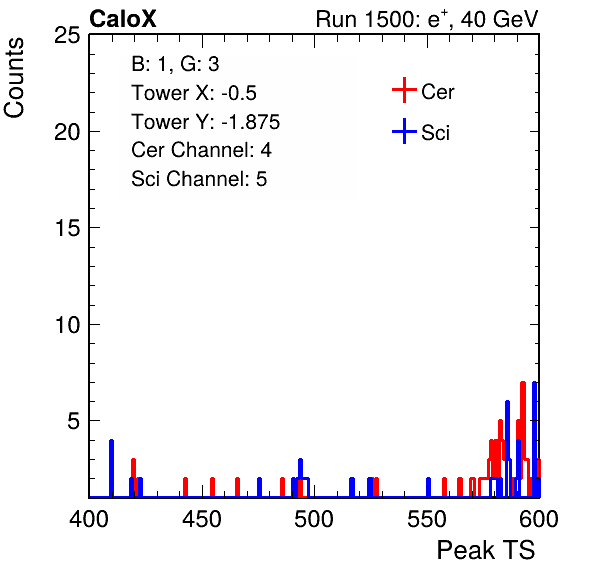 CaloX
Run 1500: e+, 40 GeV
Counts
25
20
15
10
5
B: 1, G: 3
Tower X: -0.5
Tower Y: -1.875
Cer Channel: 4
Sci Channel: 5
Cer
Sci
400 450 500 550 600
Peak TS